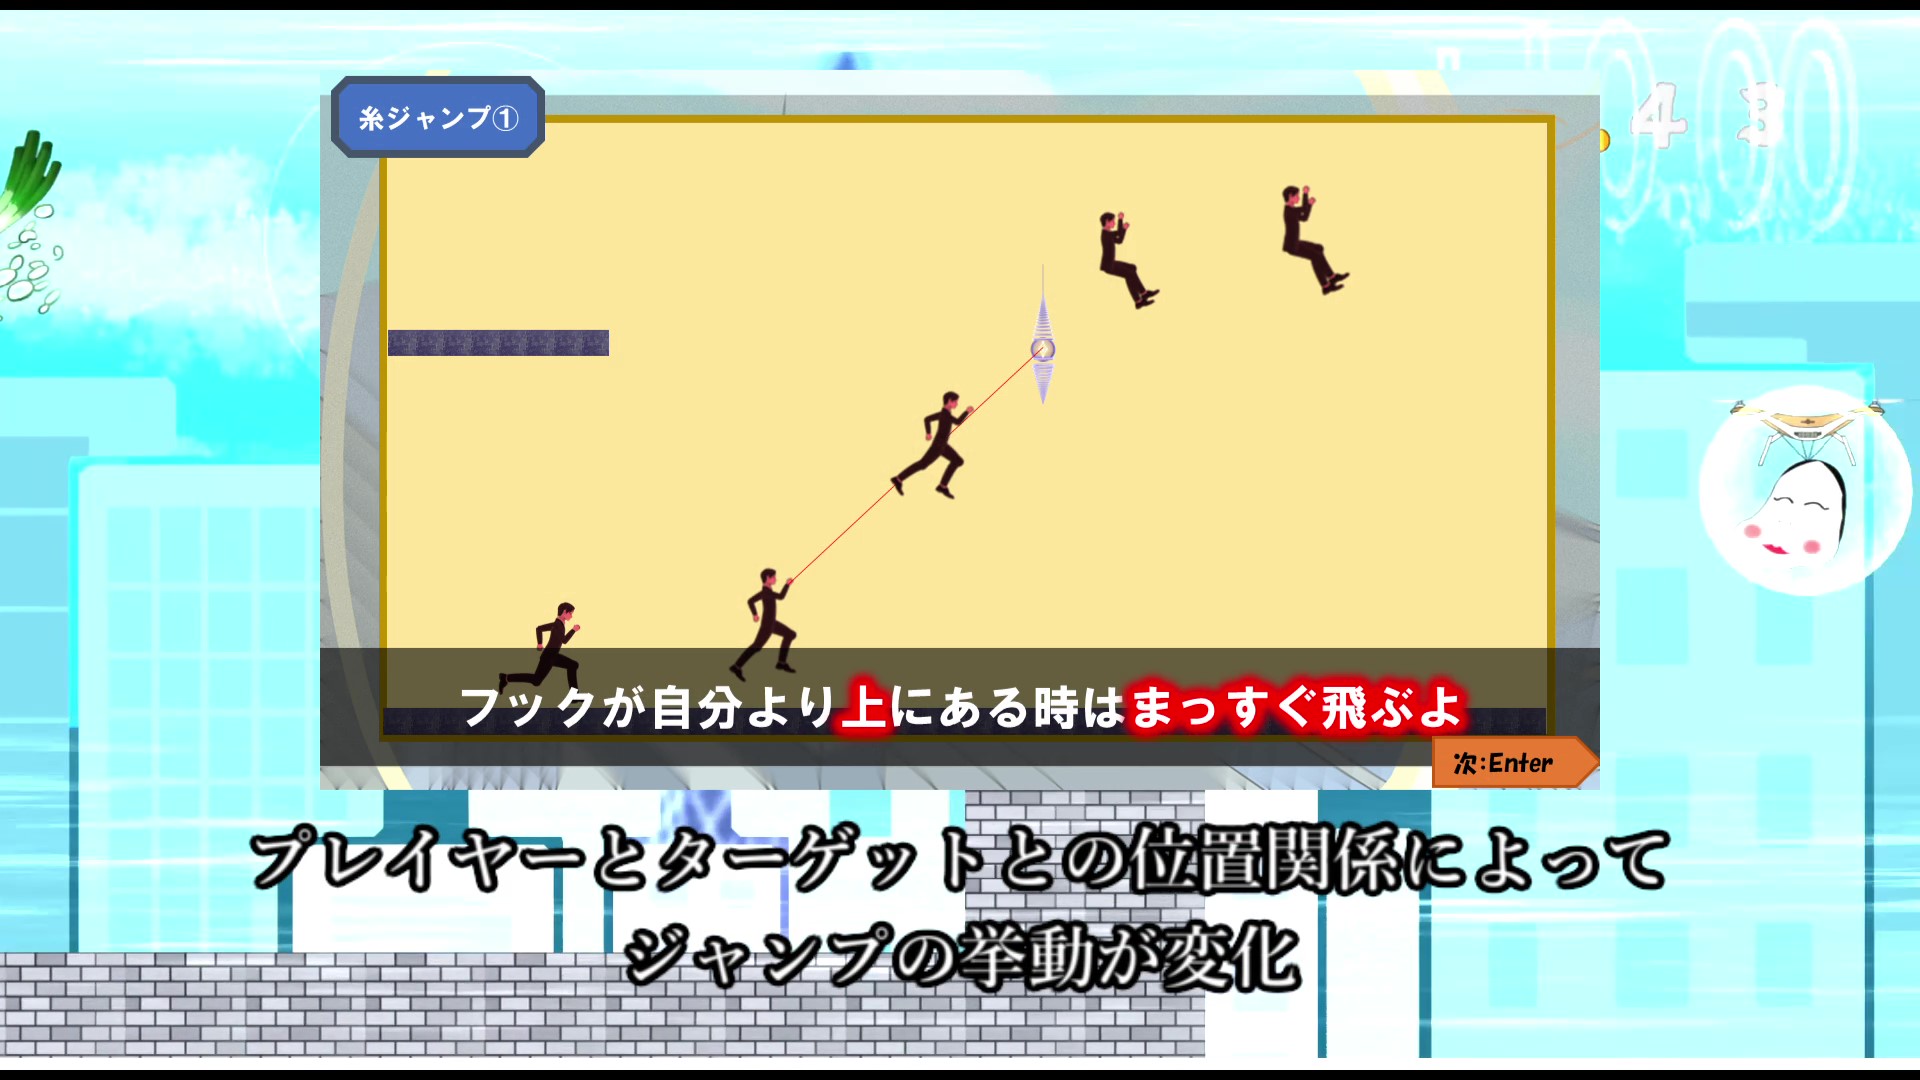 糸ジャンプ①
4 3
フックが自分より上にある時はまっすぐ飛ぶよ
次:Enter
プレイヤーとターゲットとの位置関係によって
ジャンプの挙動が変化